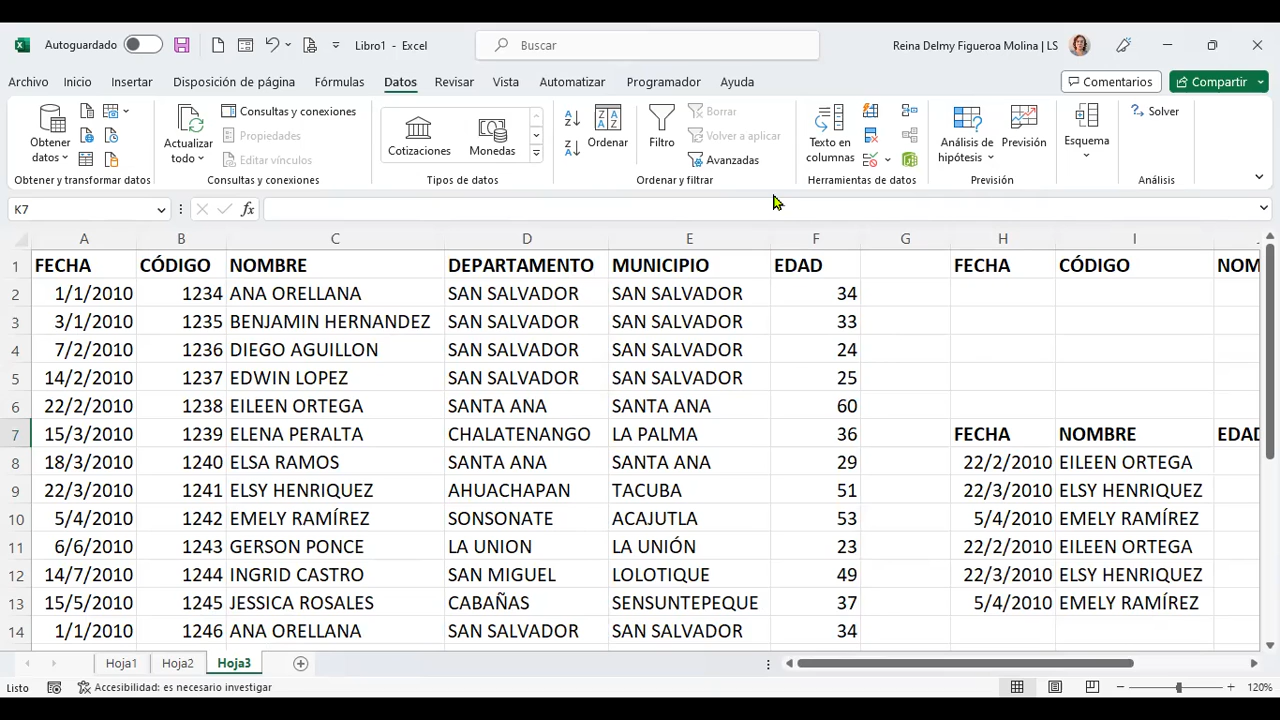 Autoguardado Libro1 - Excel Buscar Reina Delmy Figueroa Molina | LS
Archivo Inicio Insertar Disposición de página Fórmulas Datos Revisar Vista Automatizar Programador Ayuda Comentarios Compartir
Obtener datos
Actualizar todo
Consultas y conexiones
Propiedades
Editar vínculos
Cotizaciones Monedas
Ordenar
Filtro
Borrar
Volver a aplicar
Avanzadas
Texto en columnas
Análisis de hipótesis
Previsión
Esquema
Solver
Obtener y transformar datos Consultas y conexiones Tipos de datos Ordenar y filtrar Herramientas de datos Previsión Análisis
K7 fx
A B C D E F G H I
1 FECHA CÓDIGO NOMBRE DEPARTAMENTO MUNICIPIO EDAD FECHA CÓDIGO NOM
2 1/1/2010 1234 ANA ORELLANA SAN SALVADOR SAN SALVADOR 34
3 3/1/2010 1235 BENJAMIN HERNANDEZ SAN SALVADOR SAN SALVADOR 33
4 7/2/2010 1236 DIEGO AGUILLON SAN SALVADOR SAN SALVADOR 24
5 14/2/2010 1237 EDWIN LOPEZ SAN SALVADOR SAN SALVADOR 25
6 22/2/2010 1238 EILEEN ORTEGA SANTA ANA SANTA ANA 60
7 15/3/2010 1239 ELENA PERALTA CHALATENANGO LA PALMA 36 FECHA NOMBRE EDAD
8 18/3/2010 1240 ELSA RAMOS SANTA ANA SANTA ANA 29 22/2/2010 EILEEN ORTEGA
9 22/3/2010 1241 ELSY HENRIQUEZ AHUACHAPAN TACUBA 51 22/3/2010 ELSY HENRIQUEZ
10 5/4/2010 1242 EMELY RAMÍREZ SONSONATE ACAJUTLA 53 5/4/2010 EMELY RAMÍREZ
11 6/6/2010 1243 GERSON PONCE LA UNION LA UNIÓN 23 22/2/2010 EILEEN ORTEGA
12 14/7/2010 1244 INGRID CASTRO SAN MIGUEL LOLOTIQUE 49 22/3/2010 ELSY HENRIQUEZ
13 15/5/2010 1245 JESSICA ROSALES CABAÑAS SENSUNTEPEQUE 37 5/4/2010 EMELY RAMÍREZ
14 1/1/2010 1246 ANA ORELLANA SAN SALVADOR SAN SALVADOR 34
Hoja1 Hoja2 Hoja3
Listo Accesibilidad: es necesario investigar 120%